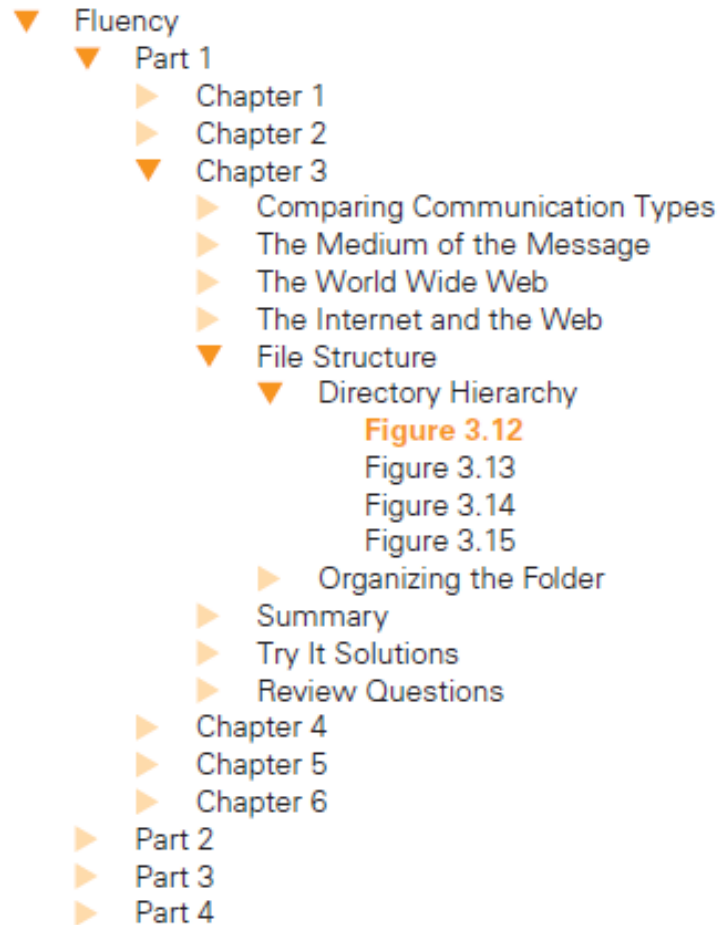 Fluency
Part 1
Chapter 1
Chapter 2
Chapter 3
Comparing Communication Types
The Medium of the Message
The World Wide Web
The Internet and the Web
File Structure
Directory Hierarchy
Figure 3.12
Figure 3.13
Figure 3.14
Figure 3.15
Organizing the Folder
Summary
Try It Solutions
Review Questions
Chapter 4
Chapter 5
Chapter 6
Part 2
Part 3
Part 4